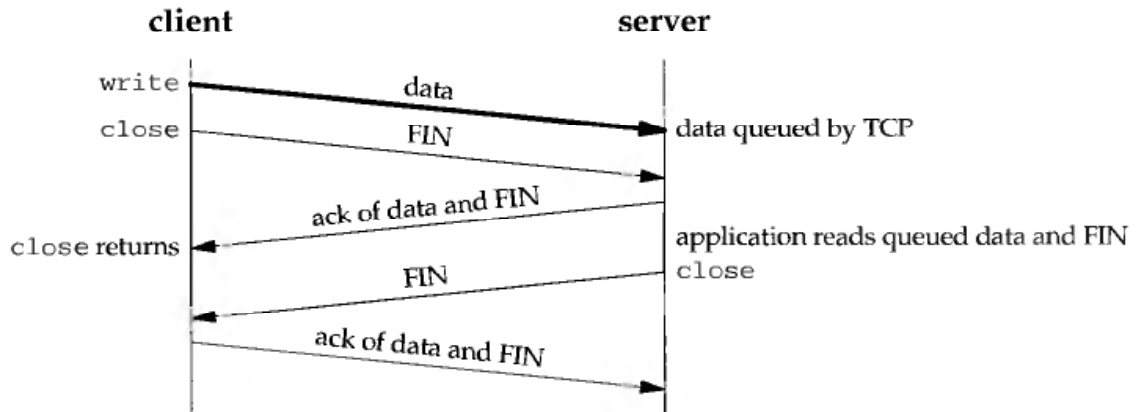 client server
write data
data queued by TCP
close FIN
ack of data and FIN
close returns application reads queued data and FIN
FIN close
ack of data and FIN